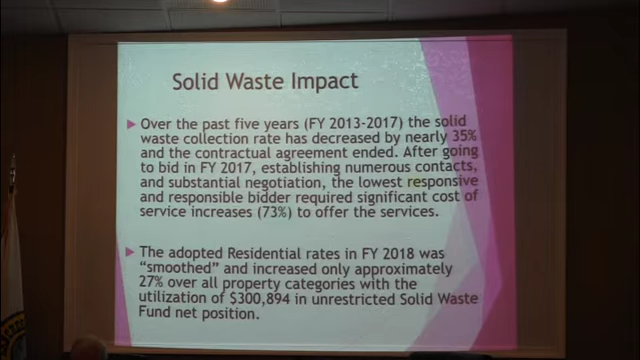 Solid Waste Impact
Over the past five years (FY 2013-2017) the solid
waste collection rate has decreased by nearly 35%
and the contractual agreement ended. After going
to bid in FY 2017, establishing numerous contacts,
and substantial negotiation, the lowest responsive
and responsible bidder required significant cost of
service increases (73%) to offer the services.
The adopted Residential rates in FY 2018 was
"smoothed" and increased only approximately
27% over all property categories with the
utilization of $300,894 in unrestricted Solid Waste
Fund net position.